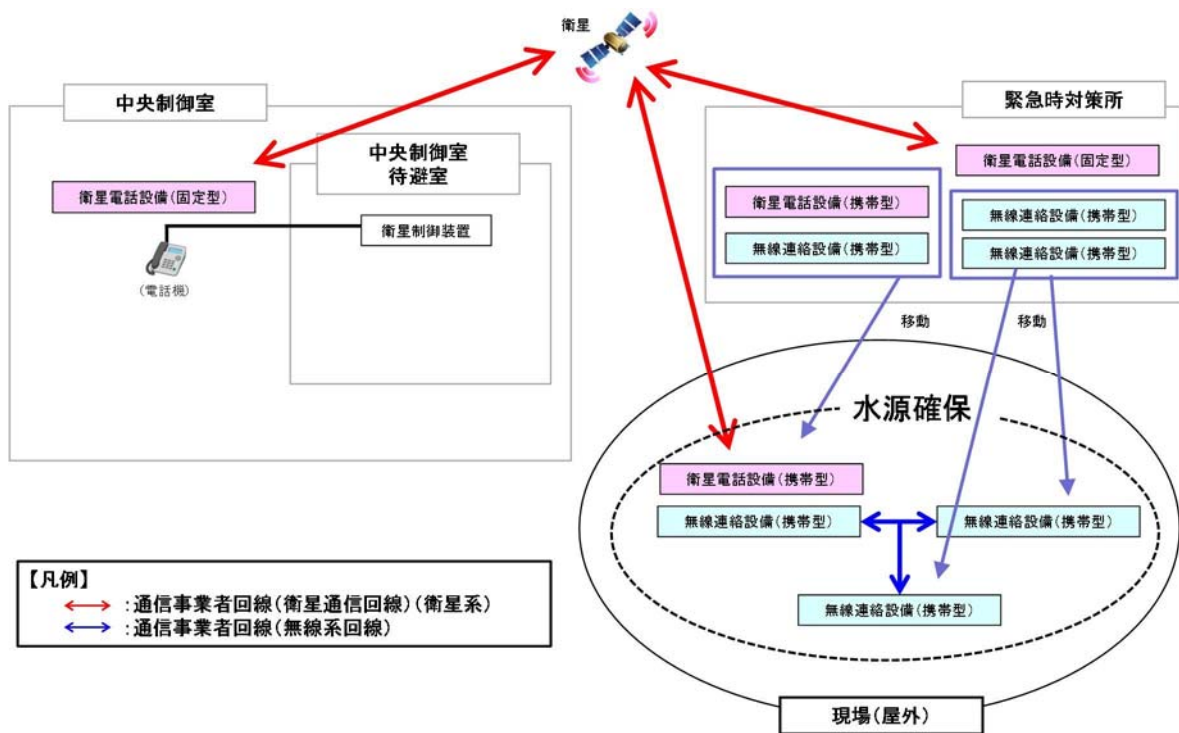 衛星
中央制御室
中央制御室
待避室
衛星電話設備(固定型)
衛星制御装置
(電話機)
緊急時対策所
衛星電話設備(固定型)
衛星電話設備(携帯型)
無線連絡設備(携帯型)
無線連絡設備(携帯型)
無線連絡設備(携帯型)
移動
移動
水源確保
衛星電話設備(携帯型)
無線連絡設備(携帯型)
無線連絡設備(携帯型)
無線連絡設備(携帯型)
現場(屋外)
【凡例】
:通信事業者回線(衛星通信回線)(衛星系)
:通信事業者回線(無線系回線)